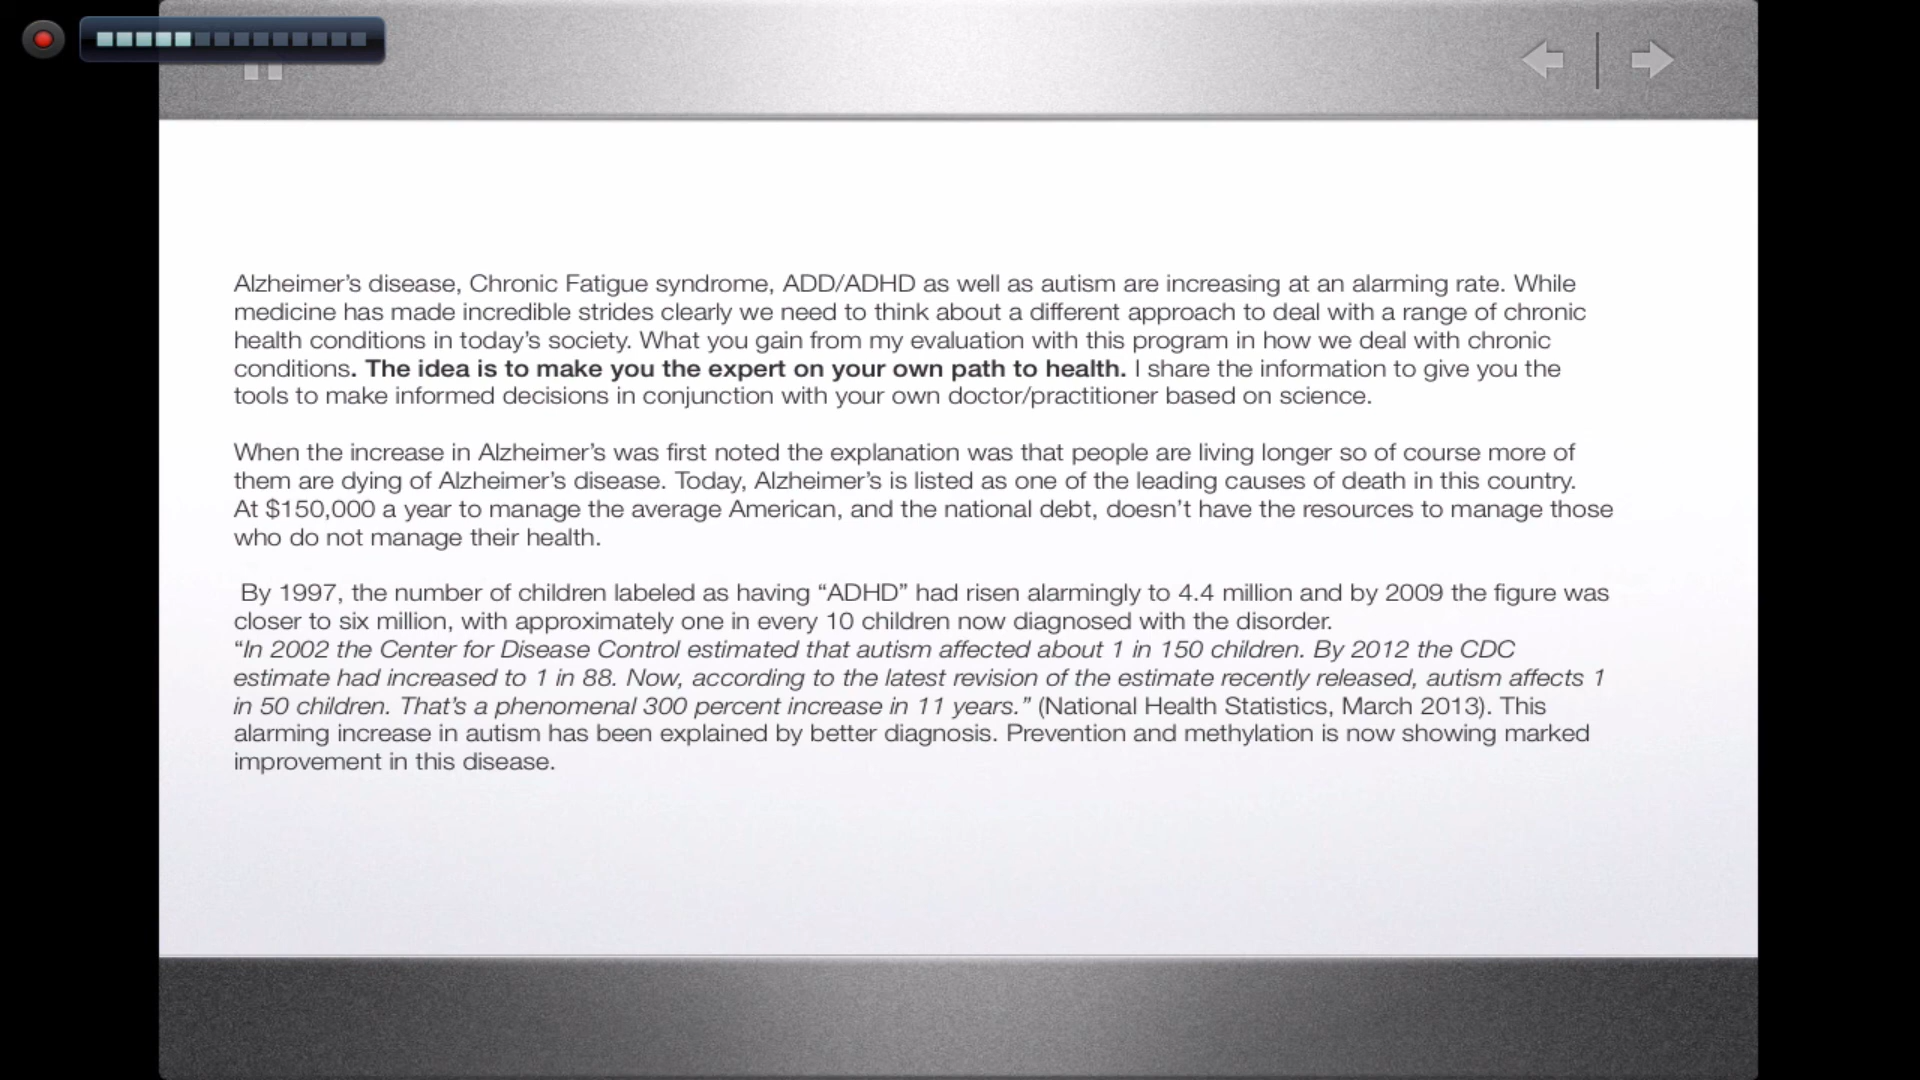 Alzheimer’s disease, Chronic Fatigue syndrome, ADD/ADHD as well as autism are increasing at an alarming rate. While
medicine has made incredible strides clearly we need to think about a different approach to deal with a range of chronic
health conditions in today’s society. What you gain from my evaluation with this program in how we deal with chronic
conditions. The idea is to make you the expert on your own path to health. I share the information to give you the
tools to make informed decisions in conjunction with your own doctor/practitioner based on science.
When the increase in Alzheimer’s was first noted the explanation was that people are living longer so of course more of
them are dying of Alzheimer’s disease. Today, Alzheimer’s is listed as one of the leading causes of death in this country.
At $150,000 a year to manage the average American, and the national debt, doesn’t have the resources to manage those
who do not manage their health.
By 1997, the number of children labeled as having “ADHD” had risen alarmingly to 4.4 million and by 2009 the figure was
closer to six million, with approximately one in every 10 children now diagnosed with the disorder.
“In 2002 the Center for Disease Control estimated that autism affected about 1 in 150 children. By 2012 the CDC
estimate had increased to 1 in 88. Now, according to the latest revision of the estimate recently released, autism affects 1
in 50 children. That’s a phenomenal 300 percent increase in 11 years.” (National Health Statistics, March 2013). This
alarming increase in autism has been explained by better diagnosis. Prevention and methylation is now showing marked
improvement in this disease.